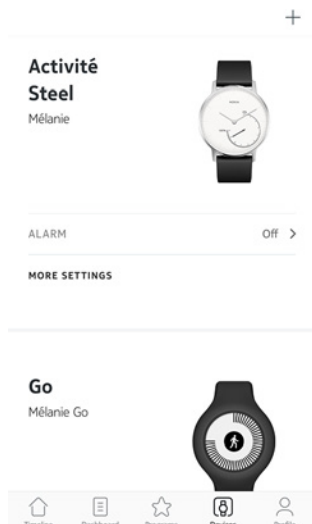 Activité
Steel
Mélanie
ALARM
Off
MORE SETTINGS
Go
Mélanie Go